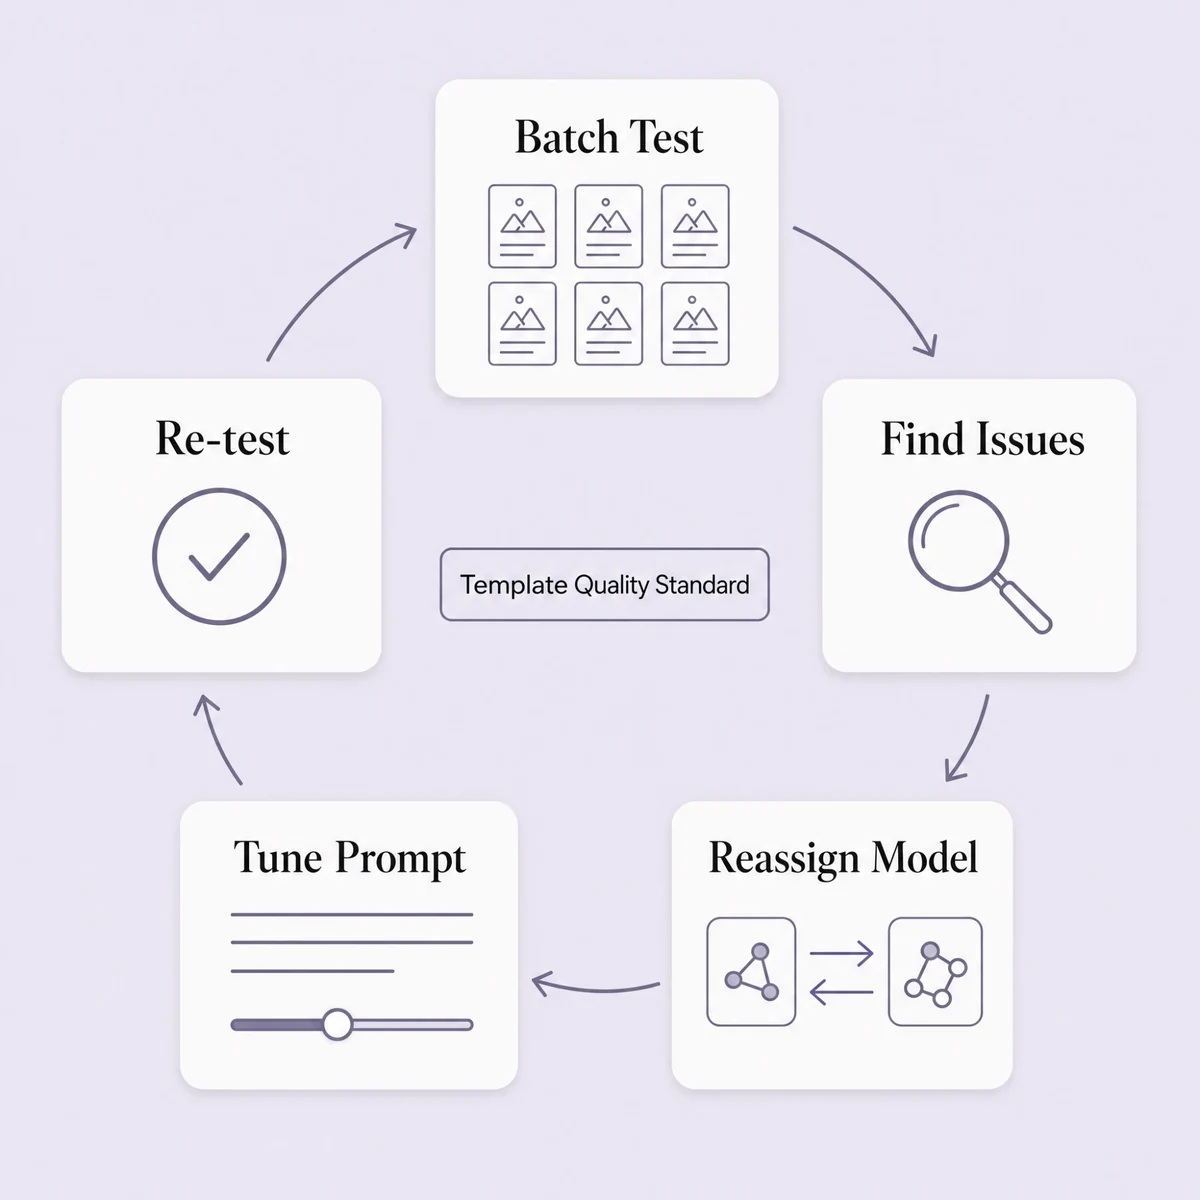 Batch Test
Find Issues
Reassign Model
Tune Prompt
Re-test
Template Quality Standard